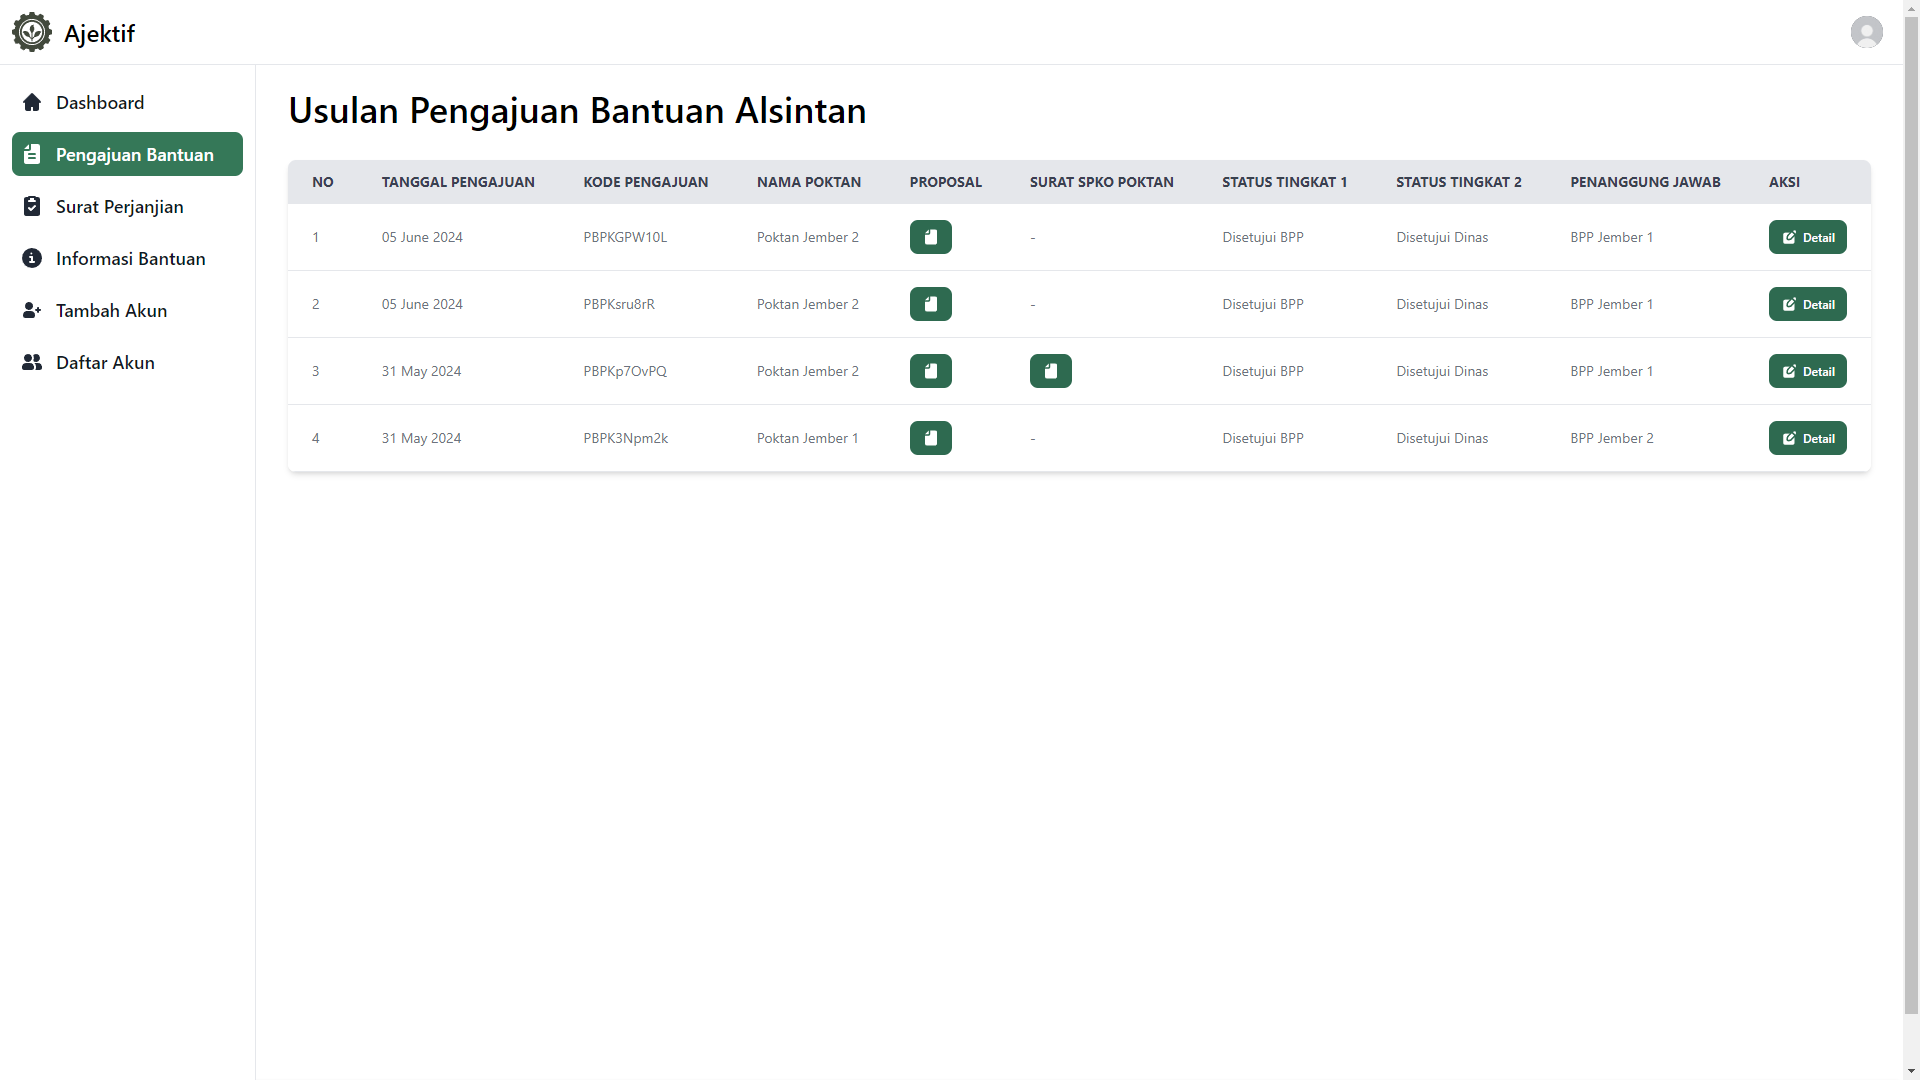 Ajektif
Dashboard
Pengajuan Bantuan
Surat Perjanjian
Informasi Bantuan
Tambah Akun
Daftar Akun
Usulan Pengajuan Bantuan Alsintan
NO TANGGAL PENGAJUAN KODE PENGAJUAN NAMA POKTAN PROPOSAL SURAT SPKO POKTAN STATUS TINGKAT 1 STATUS TINGKAT 2 PENANGGUNG JAWAB AKSI
1 05 June 2024 PBPKGPW10L Poktan Jember 2 - Disetujui BPP Disetujui Dinas BPP Jember 1 Detail
2 05 June 2024 PBPKsru8rR Poktan Jember 2 - Disetujui BPP Disetujui Dinas BPP Jember 1 Detail
3 31 May 2024 PBPKp7OvPQ Poktan Jember 2 Disetujui BPP Disetujui Dinas BPP Jember 1 Detail
4 31 May 2024 PBPK3Npm2k Poktan Jember 1 - Disetujui BPP Disetujui Dinas BPP Jember 2 Detail